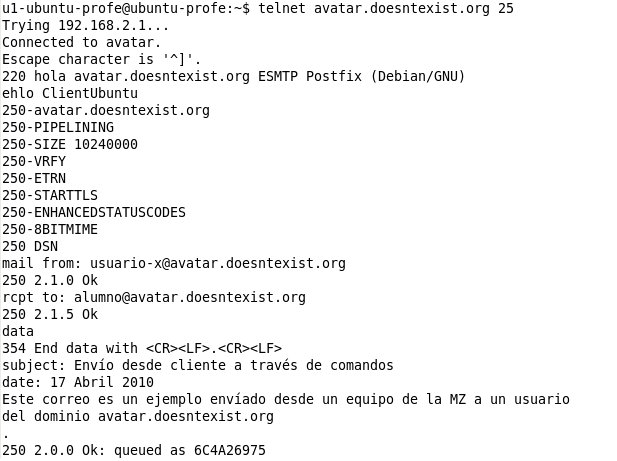 u1-ubuntu-profe@ubuntu-profe:~$ telnet avatar.doesntexist.org 25
Trying 192.168.2.1...
Connected to avatar.
Escape character is '^]'.
220 hola avatar.doesntexist.org ESMTP Postfix (Debian/GNU)
ehlo ClientUbuntu
250-avatar.doesntexist.org
250-PIPELINING
250-SIZE 10240000
250-VRFY
250-ETRN
250-STARTTLS
250-ENHANCEDSTATUSCODES
250-8BITMIME
250 DSN
mail from: usuario-x@avatar.doesntexist.org
250 2.1.0 Ok
rcpt to: alumno@avatar.doesntexist.org
250 2.1.5 Ok
data
354 End data with <CR><LF>.<CR><LF>
subject: Envío desde cliente a través de comandos
date: 17 Abril 2010
Este correo es un ejemplo envíado desde un equipo de la MZ a un usuario
del dominio avatar.doesntexist.org
.
250 2.0.0 Ok: queued as 6C4A26975